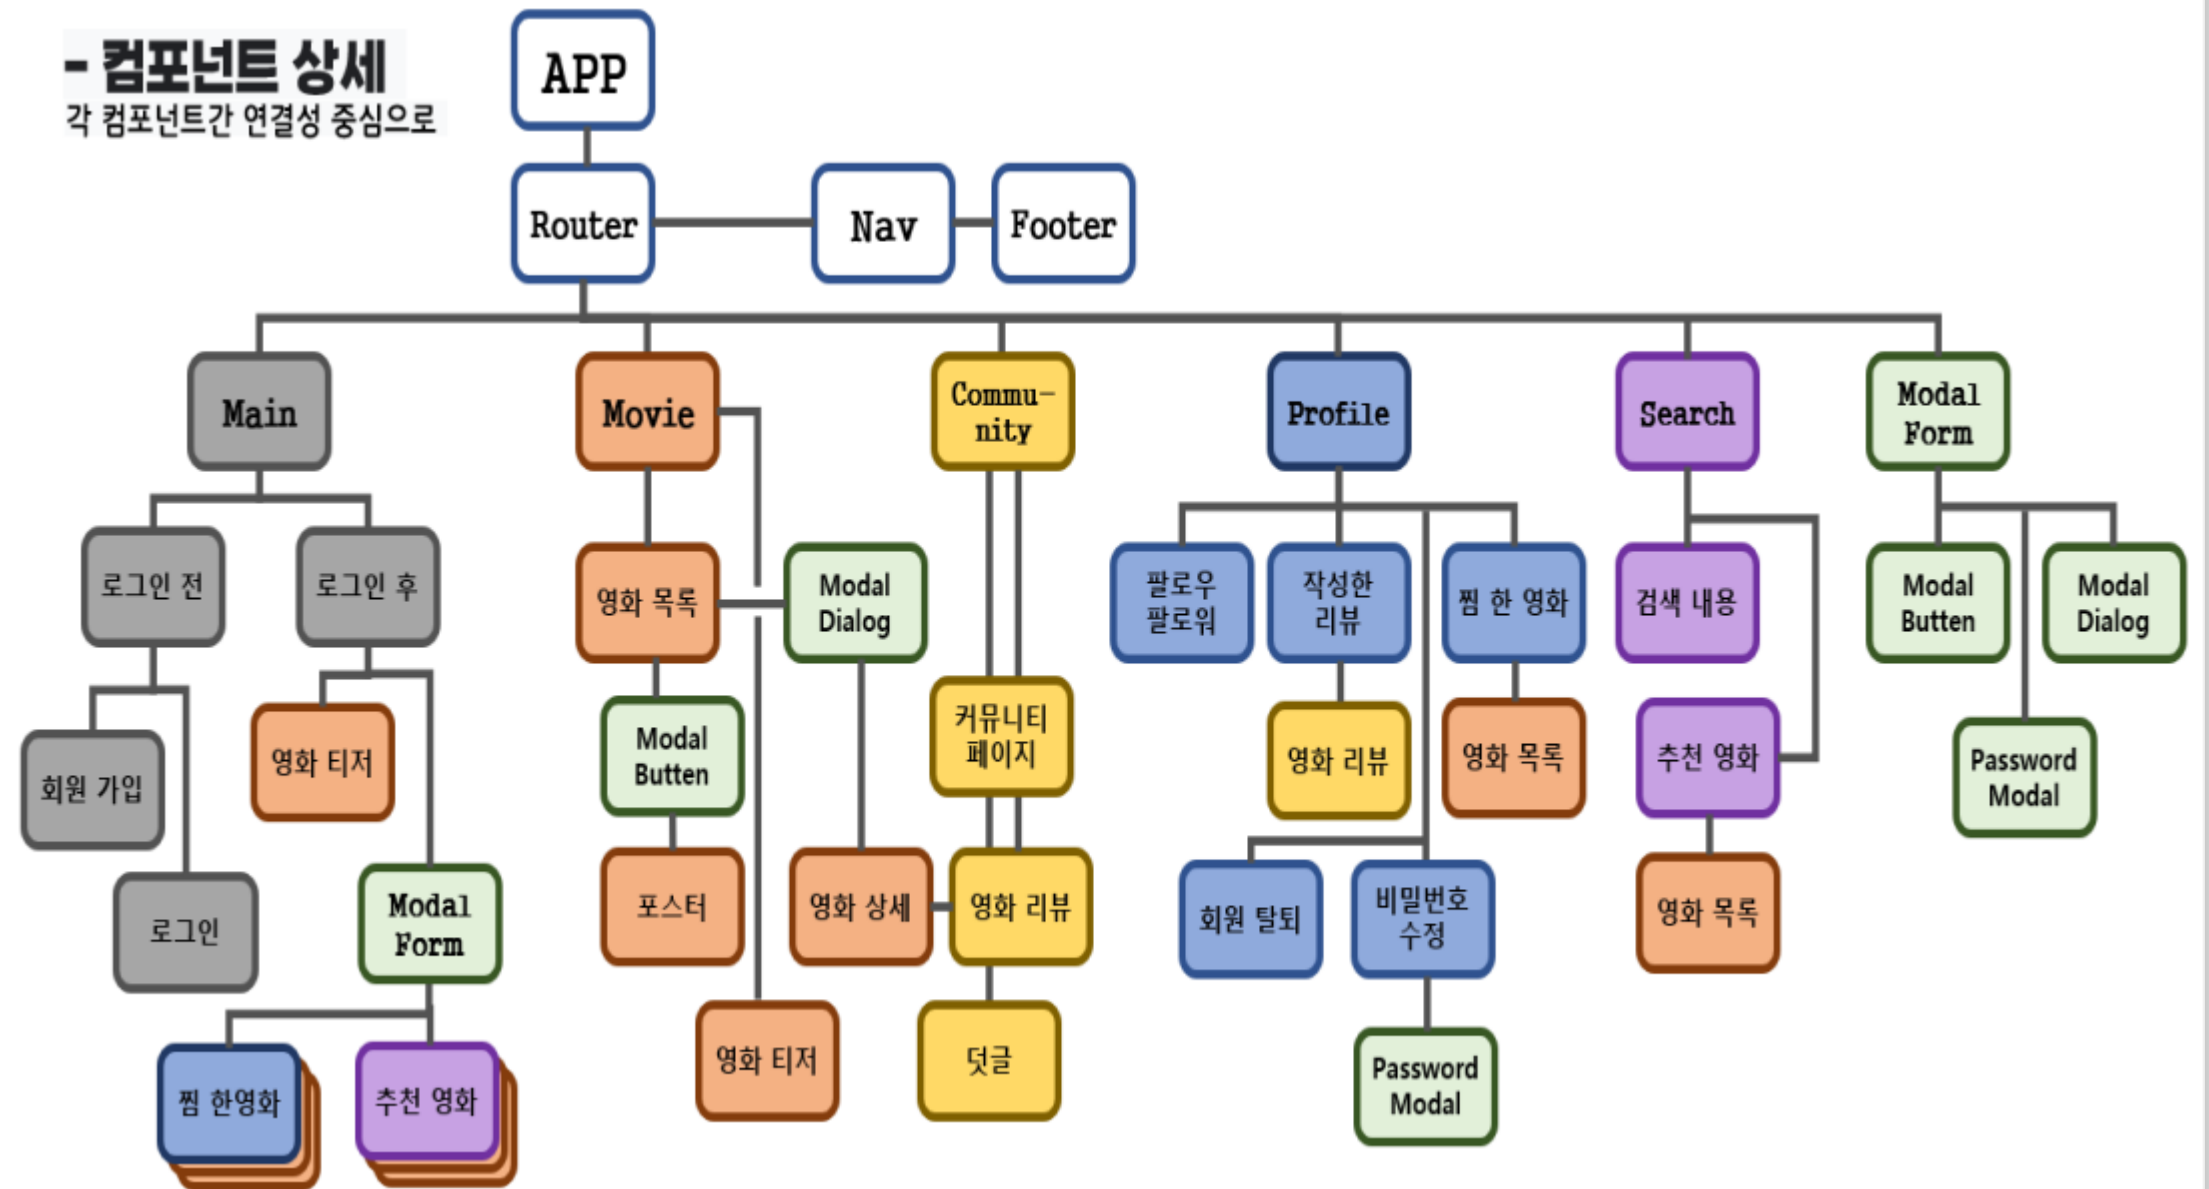 - 컴포넌트 상세
각 컴포넌트간 연결성 중심으로
APP
Router
Nav
Footer
Main
Movie
Commu-
nity
Profile
Search
Modal
Form
로그인 전
로그인 후
영화 목록
Modal
Dialog
팔로우
팔로워
작성한
리뷰
찜 한 영화
검색 내용
Modal
Butten
Modal
Dialog
회원 가입
영화 티저
Modal
Butten
커뮤니티
페이지
영화 리뷰
영화 목록
추천 영화
Password
Modal
로그인
Modal
Form
포스터
영화 상세
영화 리뷰
회원 탈퇴
비밀번호
수정
영화 목록
찜 한영화
추천 영화
영화 티저
덧글
Password
Modal